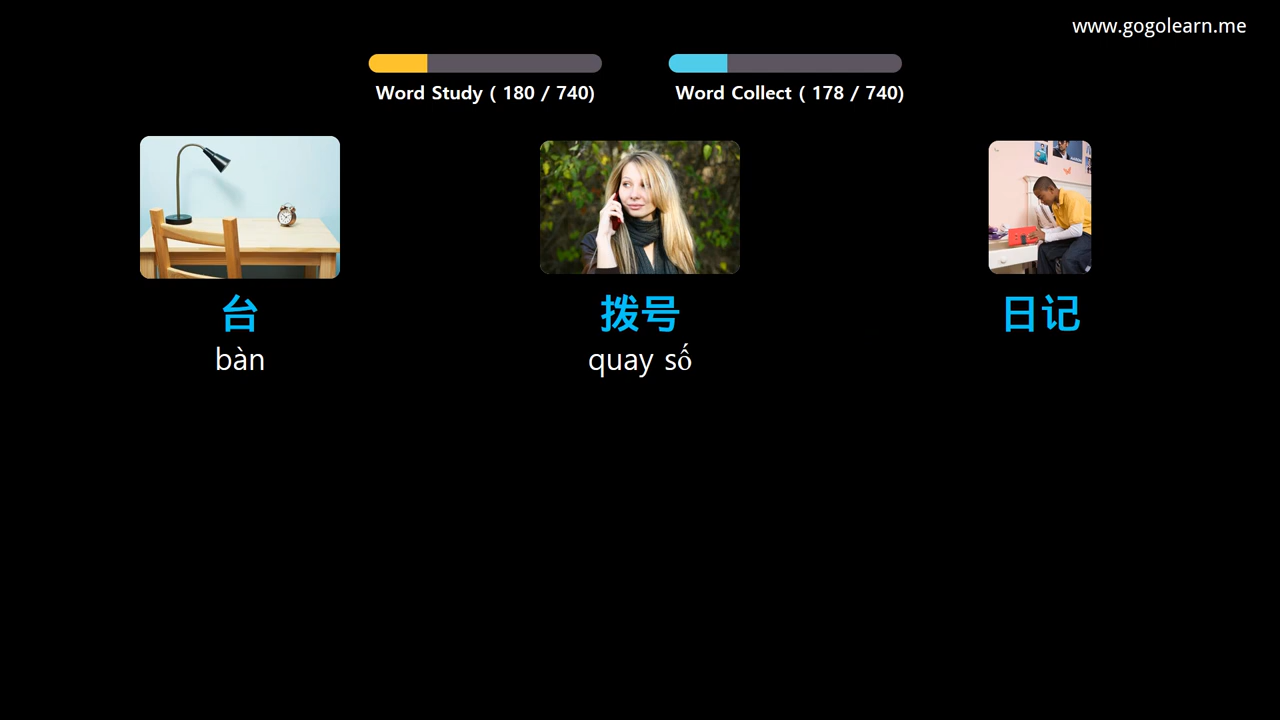 www.gogolearn.me
Word Study ( 180 / 740)
Word Collect ( 178 / 740)
台
拨号
日记
bàn
quay số